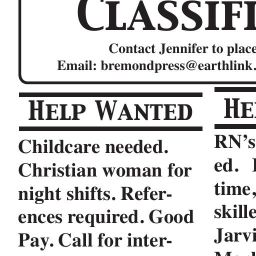 CLASSIFI
Contact Jennifer to place
Email: bremondpress@earthlink.
HELP WANTED
Childcare needed.
Christian woman for
night shifts. Refer-
ences required. Good
Pay. Call for inter-
HE
RN's
ed.
time,
skille
Jarvi